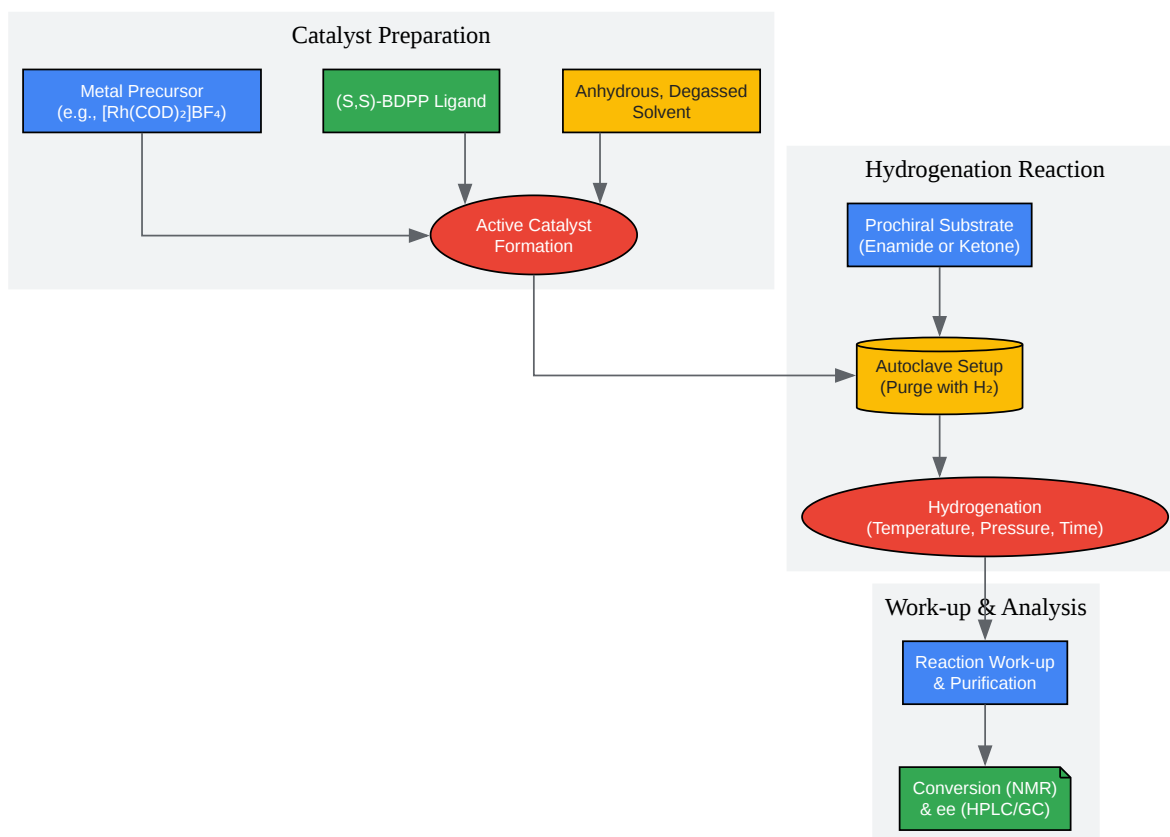 Catalyst Preparation
Metal Precursor
(e.g., [Rh(COD)₂]BF₄)
(S,S)-BDPP Ligand
Anhydrous, Degassed
Solvent
Active Catalyst
Formation
Hydrogenation Reaction
Prochiral Substrate
(Enamide or Ketone)
Autoclave Setup
(Purge with H₂)
Hydrogenation
(Temperature, Pressure, Time)
Work-up & Analysis
Reaction Work-up
& Purification
Conversion (NMR)
& ee (HPLC/GC)